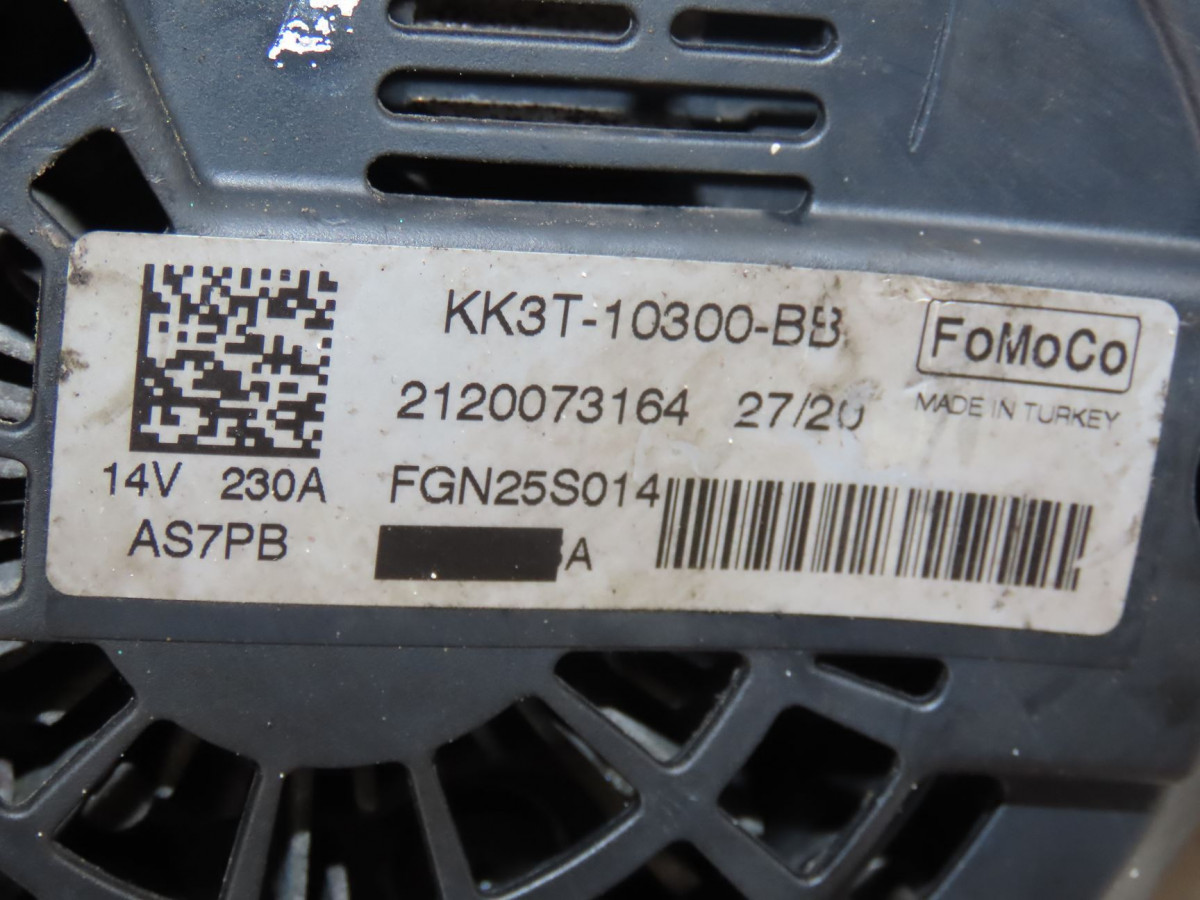 KK3T-10300-BB
FoMoCo
2120073164 27/20
MADE IN TURKEY
14V 230A
FGN25S014
AS7PB
A